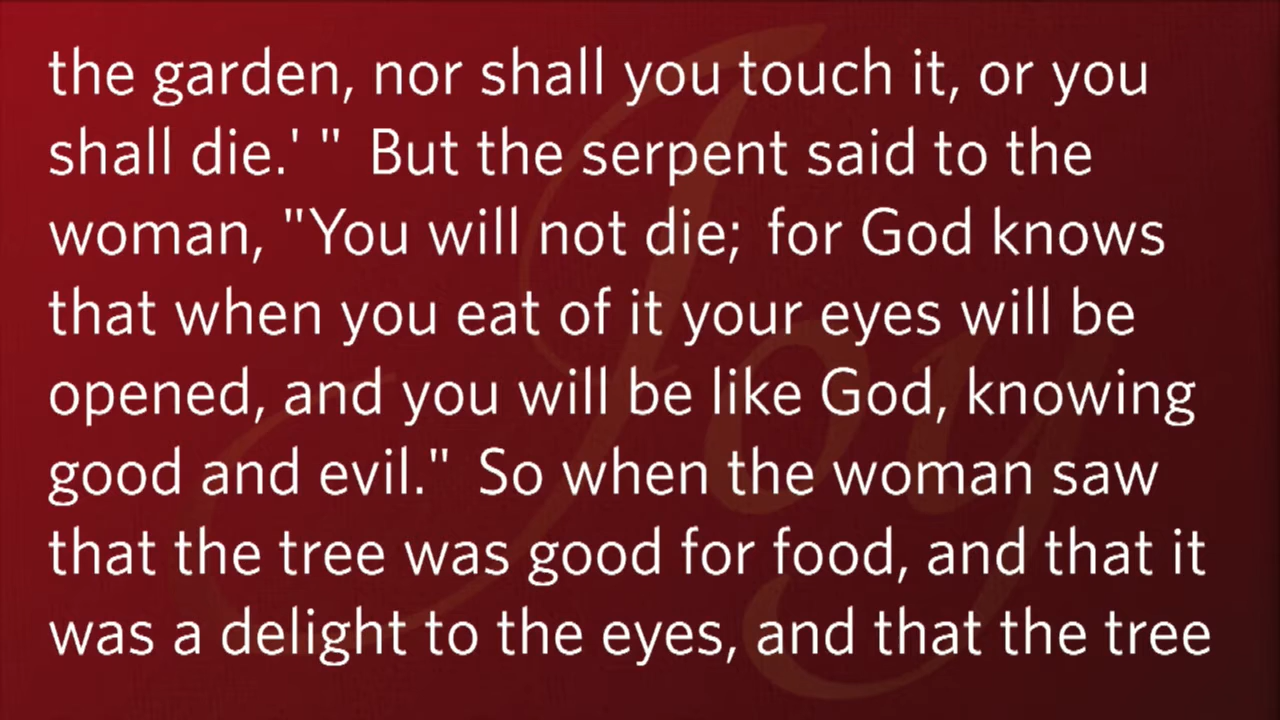 the garden, nor shall you touch it, or you
shall die.' " But the serpent said to the
woman, "You will not die; for God knows
that when you eat of it your eyes will be
opened, and you will be like God, knowing
good and evil." So when the woman saw
that the tree was good for food, and that it
was a delight to the eyes, and that the tree
Joy